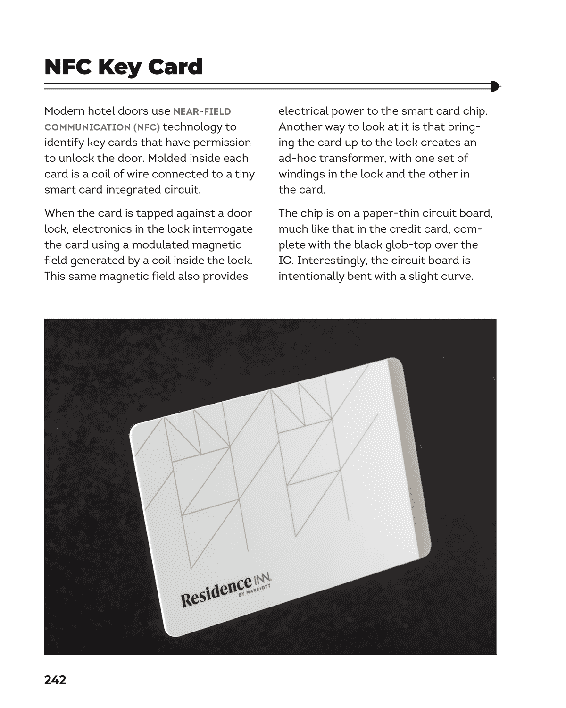 NFC Key Card
Modern hotel doors use NEAR-FIELD
COMMUNICATION (NFC) technology to
identify key cards that have permission
to unlock the door. Molded inside each
card is a coil of wire connected to a tiny
smart card integrated circuit.
When the card is tapped against a door
lock, electronics in the lock interrogate
the card using a modulated magnetic
field generated by a coil inside the lock.
This same magnetic field also provides
electrical power to the smart card chip.
Another way to look at it is that bring-
ing the card up to the lock creates an
ad-hoc transformer, with one set of
windings in the lock and the other in
the card.
The chip is on a paper-thin circuit board,
much like that in the credit card, com-
plete with the black glob-top over the
IC. Interestingly, the circuit board is
intentionally bent with a slight curve.
Residence INN
BY MARRIOTT
242